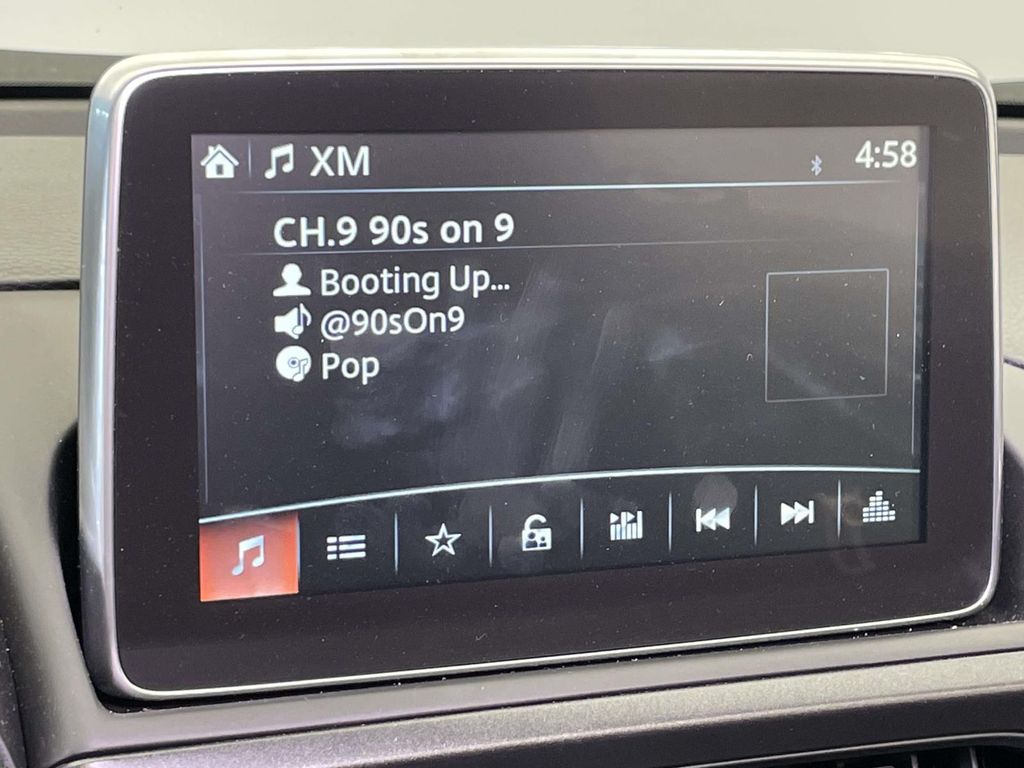 XM
4:58
CH.9 90s on 9
Booting Up...
@90sOn9
Pop